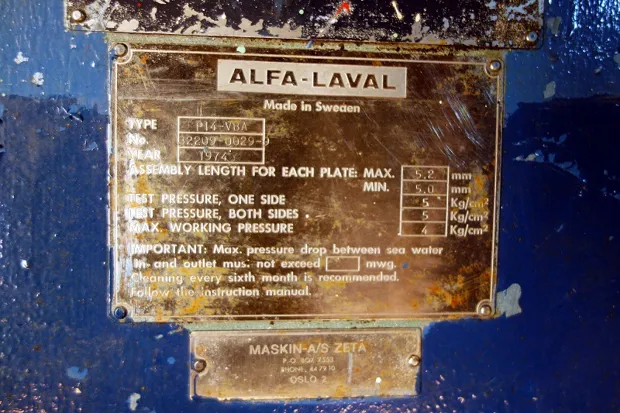 ALFA-LAVAL
Made in Sweden
TYPE P14-VBA
No. 32209-0029-9
YEAR 1974
ASSEMBLY LENGTH FOR EACH PLATE: MAX. 5.2 mm
MIN. 5.0 mm
TEST PRESSURE, ONE SIDE 5 Kg/cm²
TEST PRESSURE, BOTH SIDES 5 Kg/cm²
MAX. WORKING PRESSURE 4 Kg/cm²
IMPORTANT: Max. pressure drop between sea water
in- and outlet must not exceed mwg.
Cleaning every sixth month is recommended.
Follow the instruction manual.
MASKIN-A/S ZETA
P.O. BOX
OSLO 2